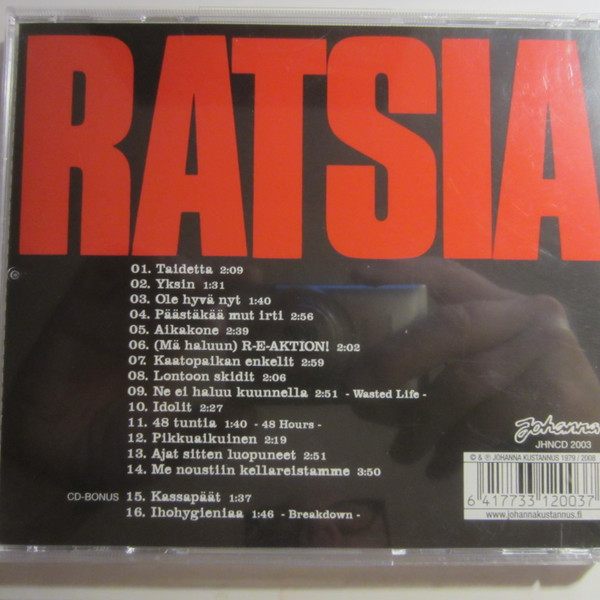 RATSIA
01. Taidetta 2:09
02. Yksin 1:31
03. Ole hyvä nyt 1:40
04. Päästäkää mut irti 2:56
05. Aikakone 2:39
06. (Mä haluun) R-E-AKTION! 2:02
07. Kaatopaikan enkelit 2:59
08. Lontoon skidit 2:06
09. Ne ei haluu kuunnella 2:51 - Wasted Life -
10. Idolit 2:27
11. 48 tuntia 1:40 - 48 Hours -
12. Pikkuaikuinen 2:19
13. Ajat sitten luopuneet 2:51
14. Me noustiin kellareistamme 3:50
CD-BONUS 15. Kassapäät 1:37
16. Ihohygieniaa 1:46 - Breakdown -
Johanna
JHNCD 2003
© & ℗ JOHANNA KUSTANNUS 1979 / 2008
6 417733 120037
www.johannakustannus.fi